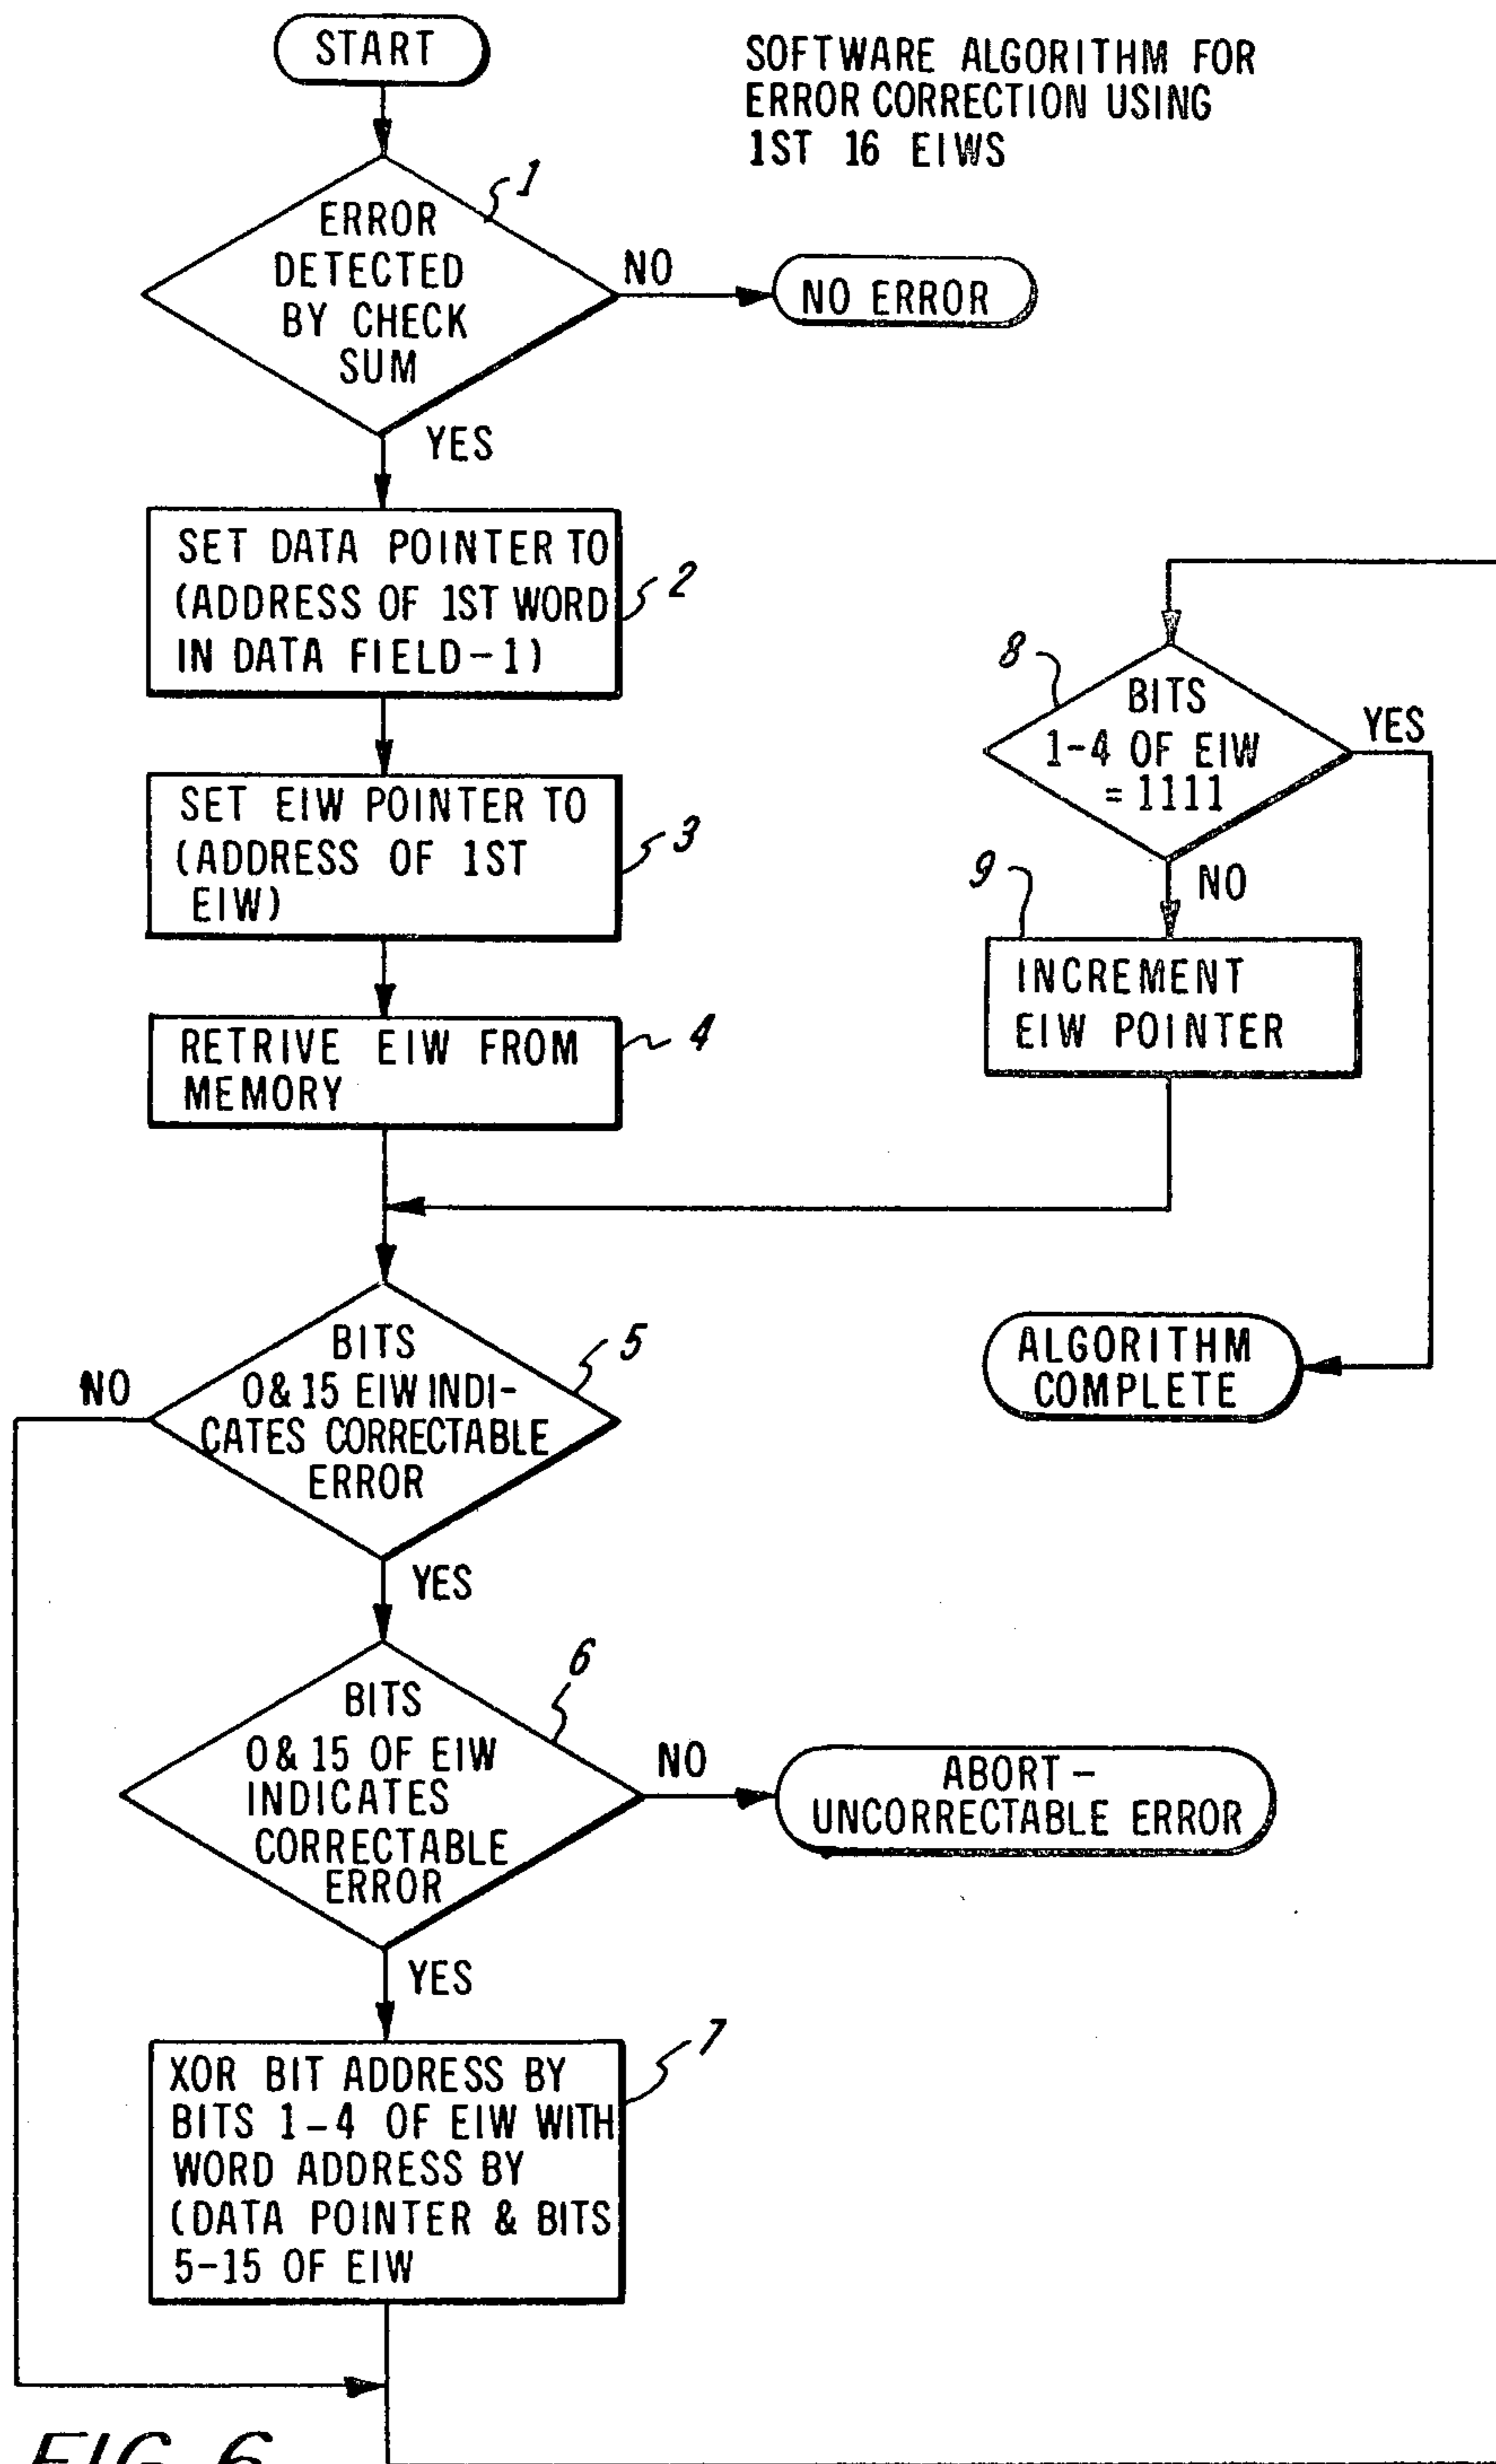 START
SOFTWARE ALGORITHM FOR
ERROR CORRECTION USING
1ST 16 EIWS
1
ERROR
DETECTED
BY CHECK
SUM
NO
NO ERROR
YES
SET DATA POINTER TO
(ADDRESS OF 1ST WORD
IN DATA FIELD-1)
2
SET EIW POINTER TO
(ADDRESS OF 1ST
EIW)
3
RETRIVE EIW FROM
MEMORY
4
8
BITS
1-4 OF EIW
= 1111
YES
NO
9
INCREMENT
EIW POINTER
ALGORITHM
COMPLETE
5
BITS
0 & 15 EIW INDI-
CATES CORRECTABLE
ERROR
NO
YES
6
BITS
0 & 15 OF EIW
INDICATES
CORRECTABLE
ERROR
NO
ABORT -
UNCORRECTABLE ERROR
YES
7
XOR BIT ADDRESS BY
BITS 1-4 OF EIW WITH
WORD ADDRESS BY
(DATA POINTER & BITS
5-15 OF EIW
FIG. 6